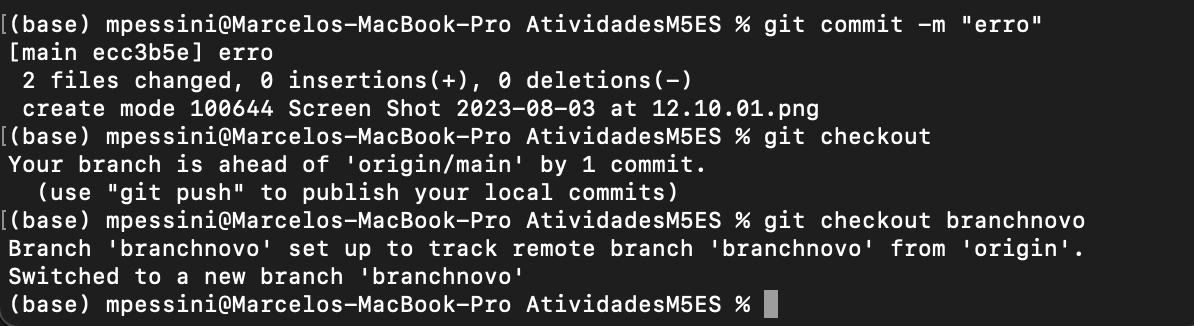 [(base) mpessini@Marcelos-MacBook-Pro AtividadesM5ES % git commit -m "erro"
[main ecc3b5e] erro
 2 files changed, 0 insertions(+), 0 deletions(-)
 create mode 100644 Screen Shot 2023-08-03 at 12.10.01.png
[(base) mpessini@Marcelos-MacBook-Pro AtividadesM5ES % git checkout
Your branch is ahead of 'origin/main' by 1 commit.
  (use "git push" to publish your local commits)
[(base) mpessini@Marcelos-MacBook-Pro AtividadesM5ES % git checkout branchnovo
Branch 'branchnovo' set up to track remote branch 'branchnovo' from 'origin'.
Switched to a new branch 'branchnovo'
(base) mpessini@Marcelos-MacBook-Pro AtividadesM5ES %